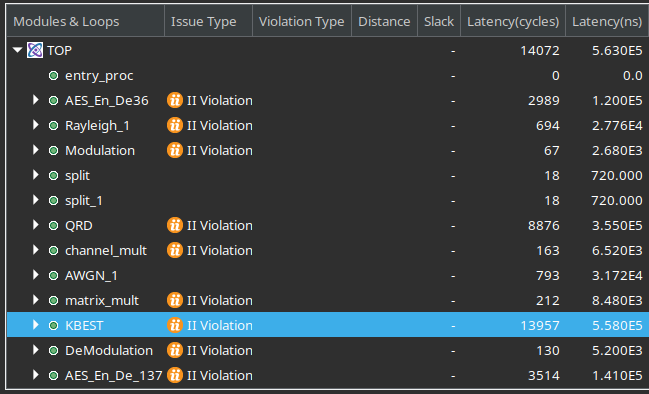 Modules & Loops Issue Type Violation Type Distance Slack Latency(cycles) Latency(ns)
TOP - 14072 5.630E5
entry_proc - 0 0.0
AES_En_De36 II Violation - 2989 1.200E5
Rayleigh_1 II Violation - 694 2.776E4
Modulation II Violation - 67 2.680E3
split - 18 720.000
split_1 - 18 720.000
QRD II Violation - 8876 3.550E5
channel_mult II Violation - 163 6.520E3
AWGN_1 - 793 3.172E4
matrix_mult II Violation - 212 8.480E3
KBEST II Violation - 13957 5.580E5
DeModulation II Violation - 130 5.200E3
AES_En_De_137 II Violation - 3514 1.410E5